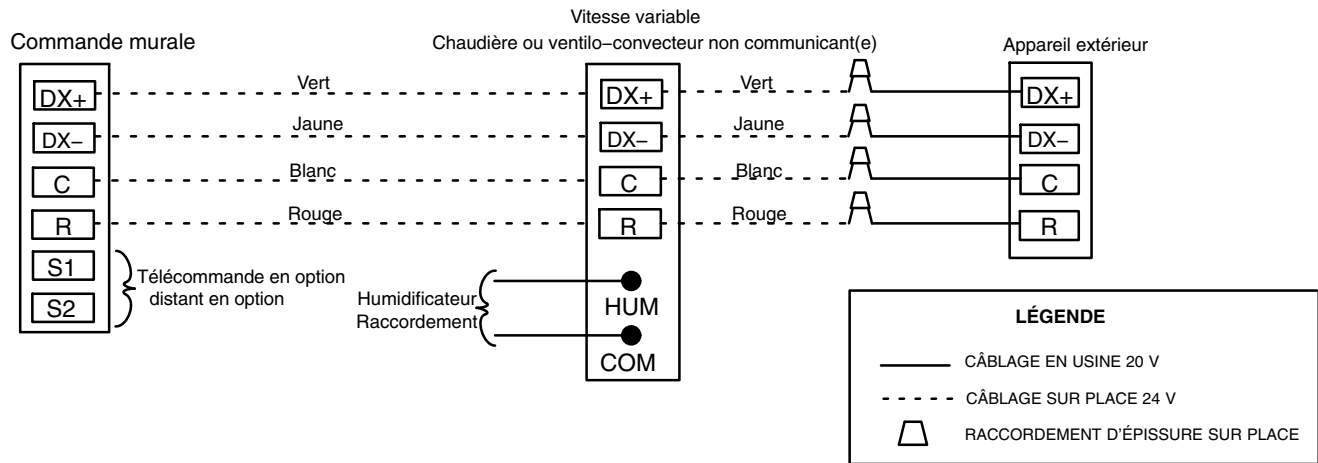 Vitesse variable
Commande murale
Chaudière ou ventilo−convecteur non communicant(e)
Appareil extérieur
DX+
Vert
DX+
Vert
DX+
DX−
Jaune
DX−
Jaune
DX−
C
Blanc
C
Blanc
C
R
Rouge
R
Rouge
R
S1
S2
Télécommande en option
distant en option
Humidificateur
Raccordement
HUM
COM
LÉGENDE
CÂBLAGE EN USINE 20 V
CÂBLAGE SUR PLACE 24 V
RACCORDEMENT D'ÉPISSURE SUR PLACE